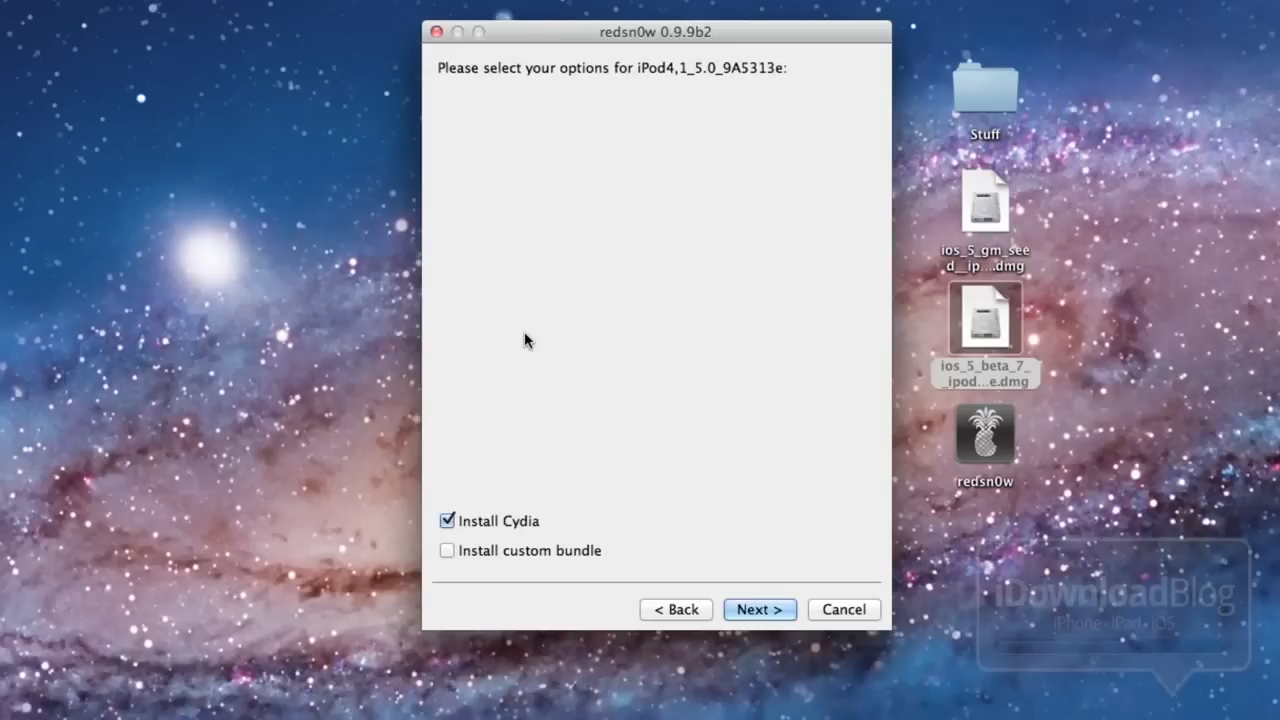 redsn0w 0.9.9b2
Please select your options for iPod4,1_5.0_9A5313e:
Install Cydia
Install custom bundle
< Back
Next >
Cancel
Stuff
ios_5_gm_see
d__ip....dmg
ios_5_beta_7_
_ipod...e.dmg
redsn0w
iDownloadBlog
iPhone · iPad · iOS